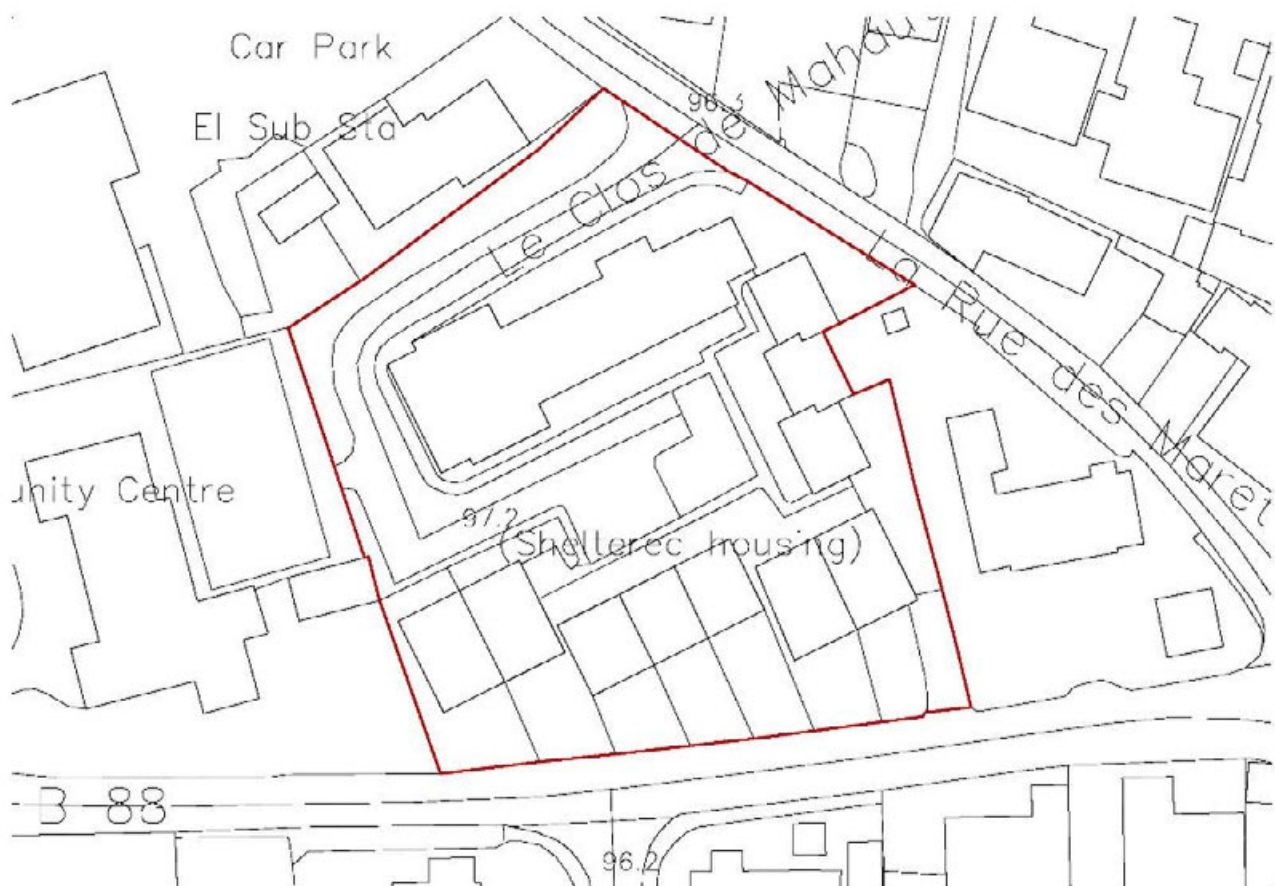 Car Park
El Sub Sta
96.3
Le Clos de Mahau
La Rue des Maret
unity Centre
97.2
(Sheltered housing)
B 88
96.2